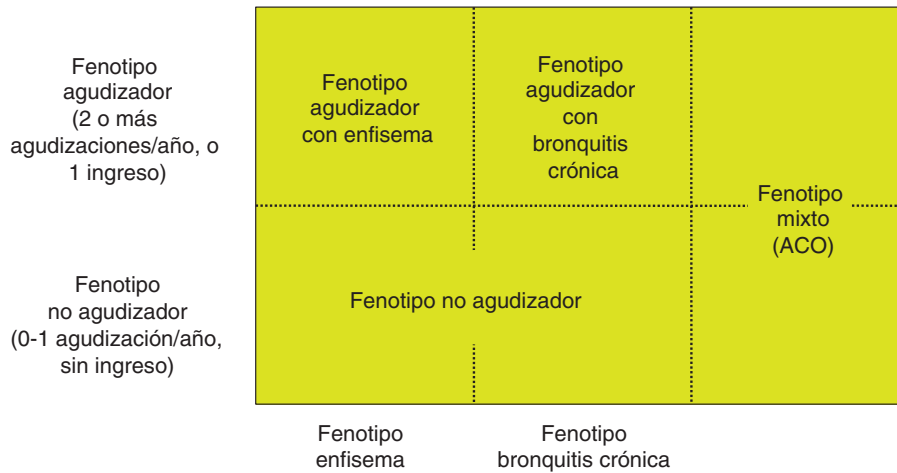 Fenotipo
agudizador
(2 o más
agudizaciones/año, o
1 ingreso)
Fenotipo
agudizador
con enfisema
Fenotipo
agudizador
con
bronquitis
crónica
Fenotipo
mixto
(ACO)
Fenotipo
no agudizador
(0-1 agudización/año,
sin ingreso)
Fenotipo no agudizador
Fenotipo
enfisema
Fenotipo
bronquitis crónica